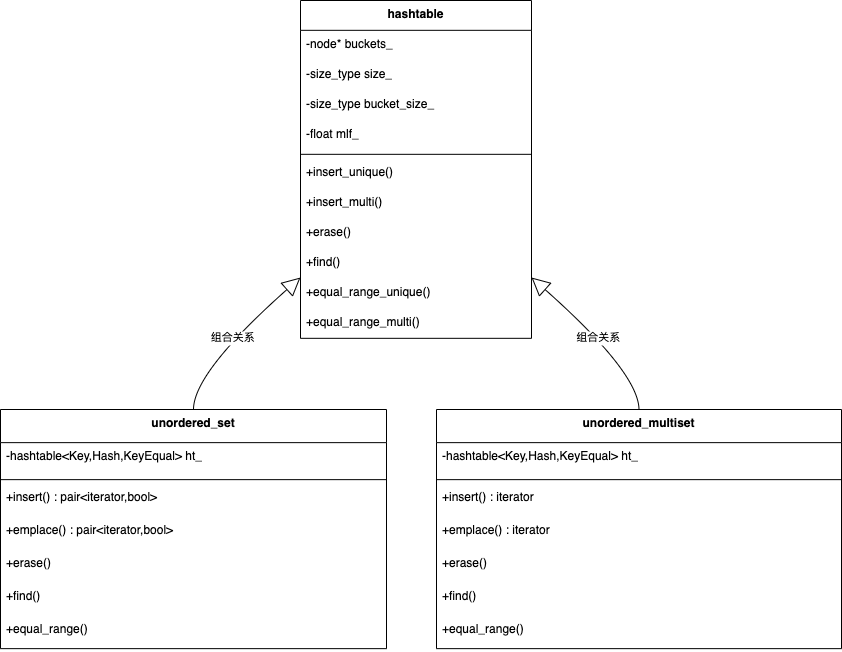 hashtable
-node* buckets_
-size_type size_
-size_type bucket_size_
-float mlf_
+insert_unique()
+insert_multi()
+erase()
+find()
+equal_range_unique()
+equal_range_multi()
组合关系
组合关系
unordered_set
-hashtable<Key,Hash,KeyEqual> ht_
+insert() : pair<iterator,bool>
+emplace() : pair<iterator,bool>
+erase()
+find()
+equal_range()
unordered_multiset
-hashtable<Key,Hash,KeyEqual> ht_
+insert() : iterator
+emplace() : iterator
+erase()
+find()
+equal_range()